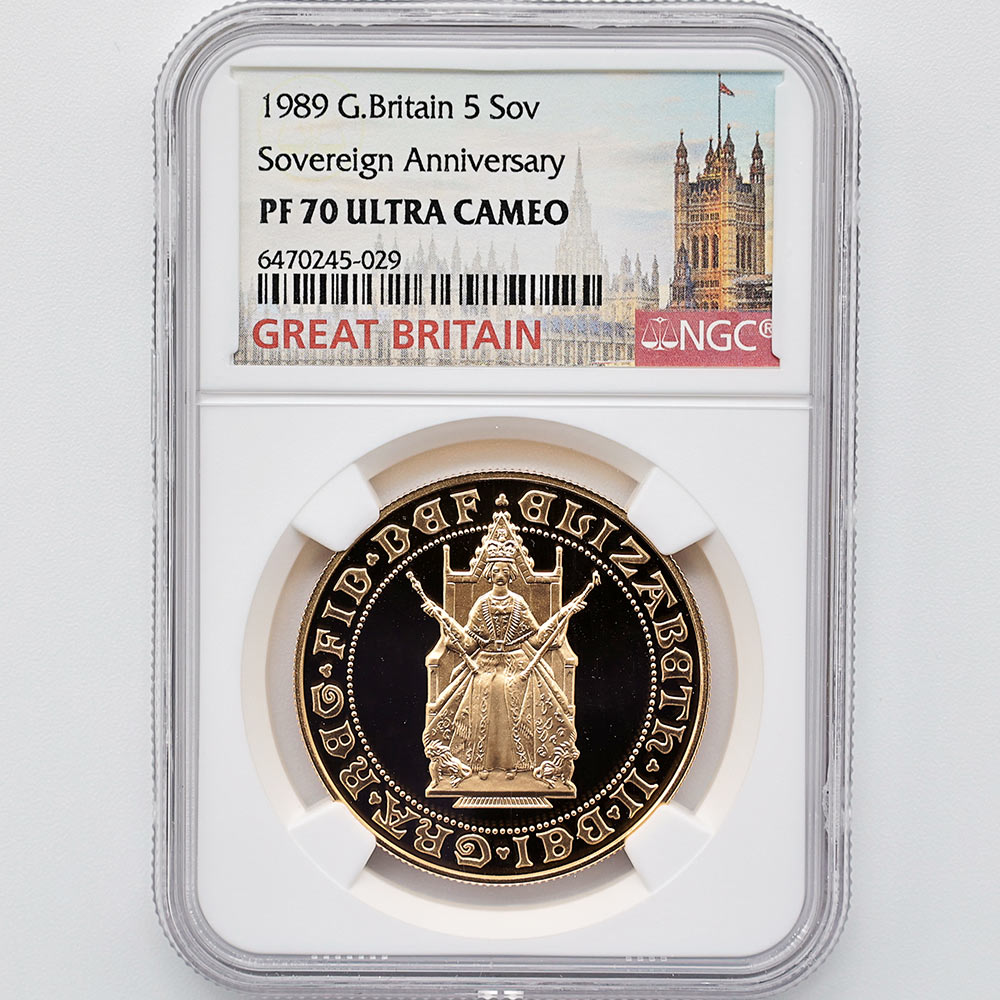 1989 G.Britain 5 Sov
Sovereign Anniversary
PF 70 ULTRA CAMEO
6470245-029
GREAT BRITAIN
NGC®
ELIZABETH·II·DEI·GRA·REG·FID·DEF